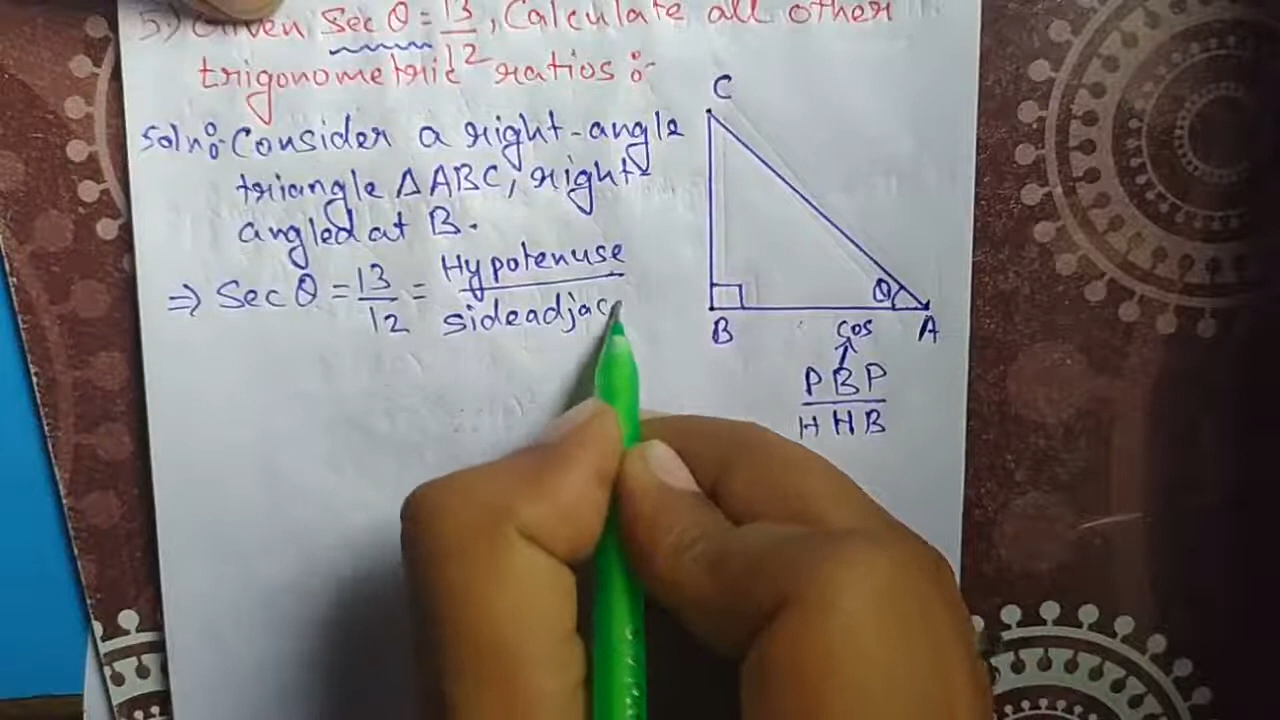 5) Given Sec θ = 13/12, Calculate all other
trigonometric ratios :-
Soln:- Consider a right-angle
triangle △ ABC, right-
angled at B.
⇒ Sec θ = 13/12 = Hypotenuse/sideadjac
C
θ
B
A
cos
P B P
H H B